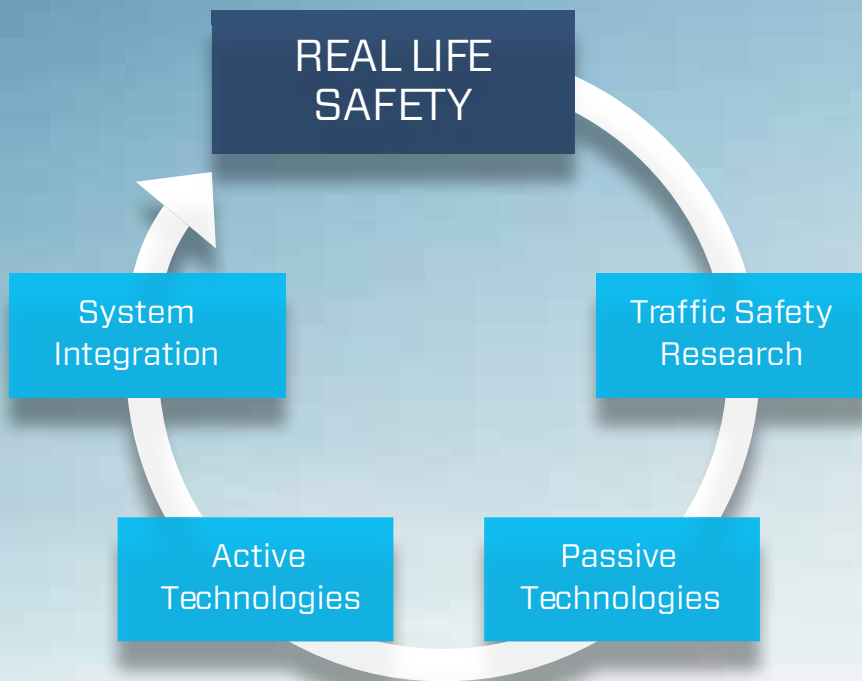 REAL LIFE
SAFETY
System
Integration
Traffic Safety
Research
Active
Technologies
Passive
Technologies